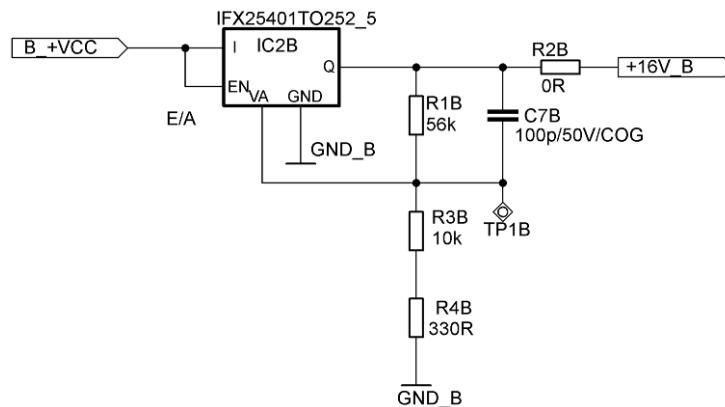 IFX25401TO252_5
B_+VCC
I
IC2B
Q
EN
VA
GND
E/A
GND_B
R2B
0R
+16V_B
R1B
56k
C7B
100p/50V/COG
TP1B
R3B
10k
R4B
330R
GND_B